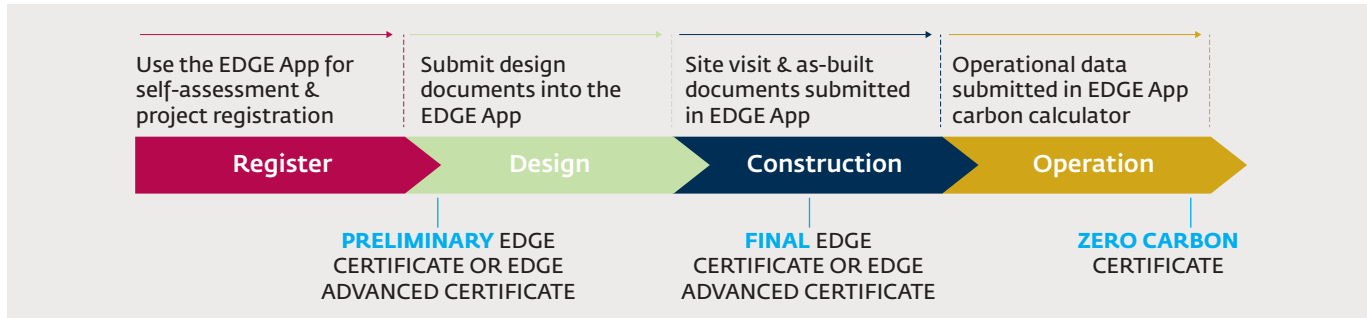 Use the EDGE App for
self-assessment &
project registration
Submit design
documents into the
EDGE App
Site visit & as-built
documents submitted
in EDGE App
Operational data
submitted in EDGE App
carbon calculator
Register
Design
Construction
Operation
PRELIMINARY EDGE
CERTIFICATE OR EDGE
ADVANCED CERTIFICATE
FINAL EDGE
CERTIFICATE OR EDGE
ADVANCED CERTIFICATE
ZERO CARBON
CERTIFICATE